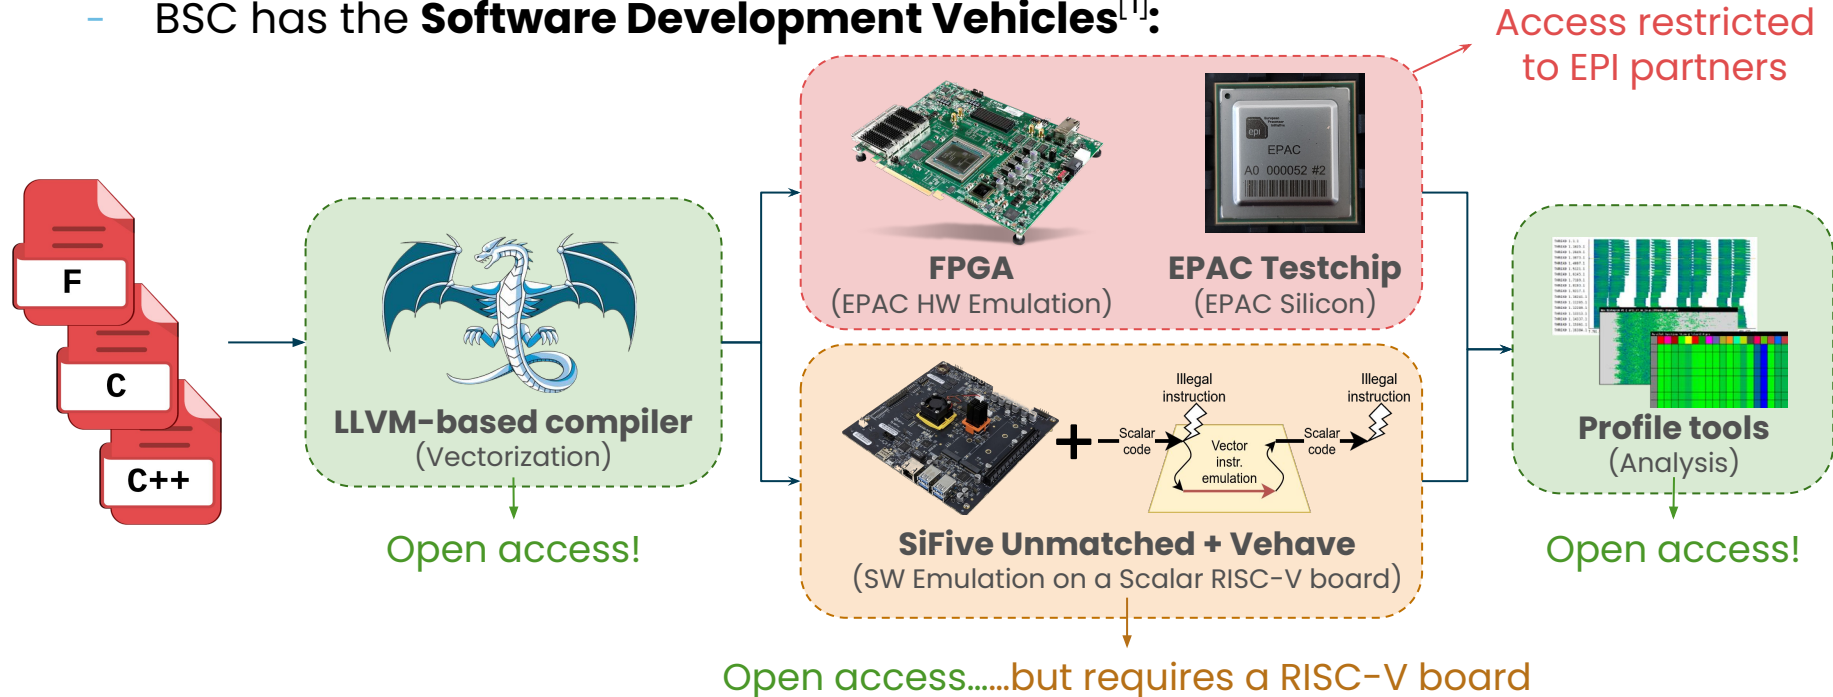 - BSC has the Software Development Vehicles[1]:
Access restricted
to EPI partners
F
C
C++
LLVM-based compiler
(Vectorization)
Open access!
epi
EPAC
A0 000052 #2
FPGA
(EPAC HW Emulation)
EPAC Testchip
(EPAC Silicon)
Illegal
instruction
Illegal
instruction
+
Scalar
code
Vector
instr.
emulation
Scalar
code
SiFive Unmatched + Vehave
(SW Emulation on a Scalar RISC-V board)
Open access......but requires a RISC-V board
Profile tools
(Analysis)
Open access!